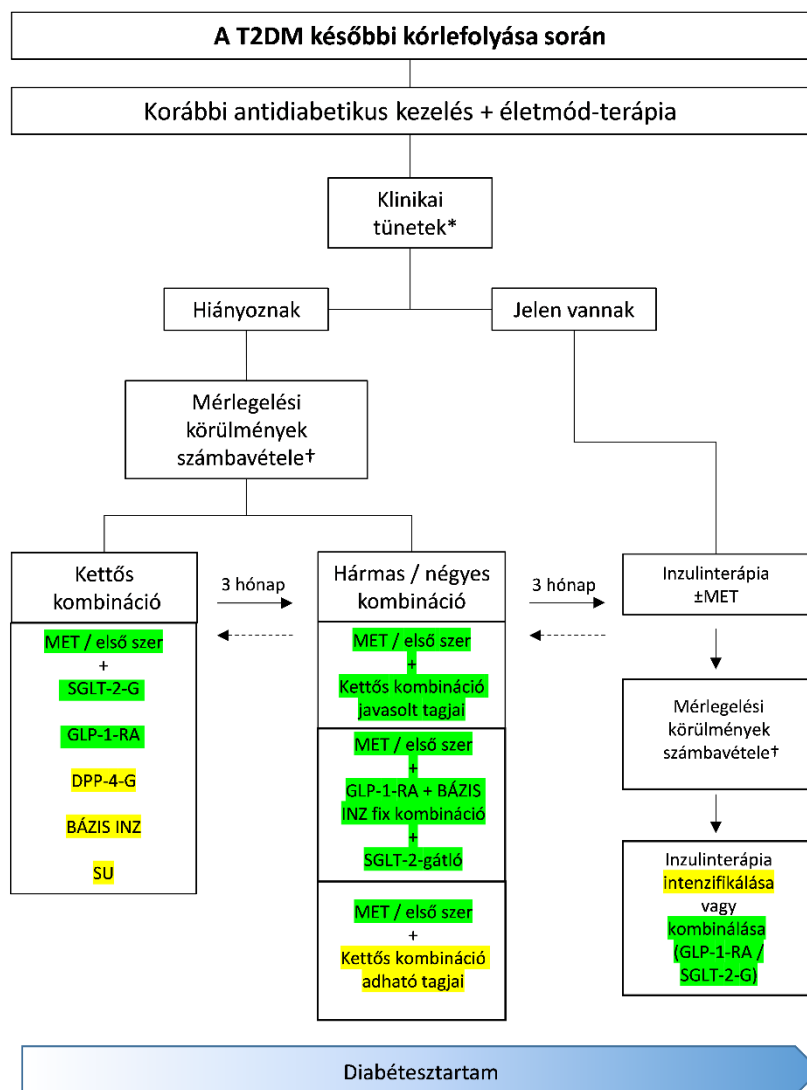 A T2DM későbbi kórlefolyása során
Korábbi antidiabetikus kezelés + életmód-terápia
Klinikai
tünetek*
Hiányoznak
Jelen vannak
Mérlegelési
körülmények
számbavétele†
Kettős
kombináció
3 hónap
Hármas / négyes
kombináció
3 hónap
Inzulinterápia
±MET
MET / első szer
+
SGLT-2-G
GLP-1-RA
DPP-4-G
BÁZIS INZ
SU
MET / első szer
+
Kettős kombináció
javasolt tagjai
MET / első szer
+
GLP-1-RA + BÁZIS
INZ fix kombináció
+
SGLT-2-gátló
MET / első szer
+
Kettős kombináció
adható tagjai
Mérlegelési
körülmények
számbavétele†
Inzulinterápia
intenzifikálása
vagy
kombinálása
(GLP-1-RA /
SGLT-2-G)
Diabétesztartam